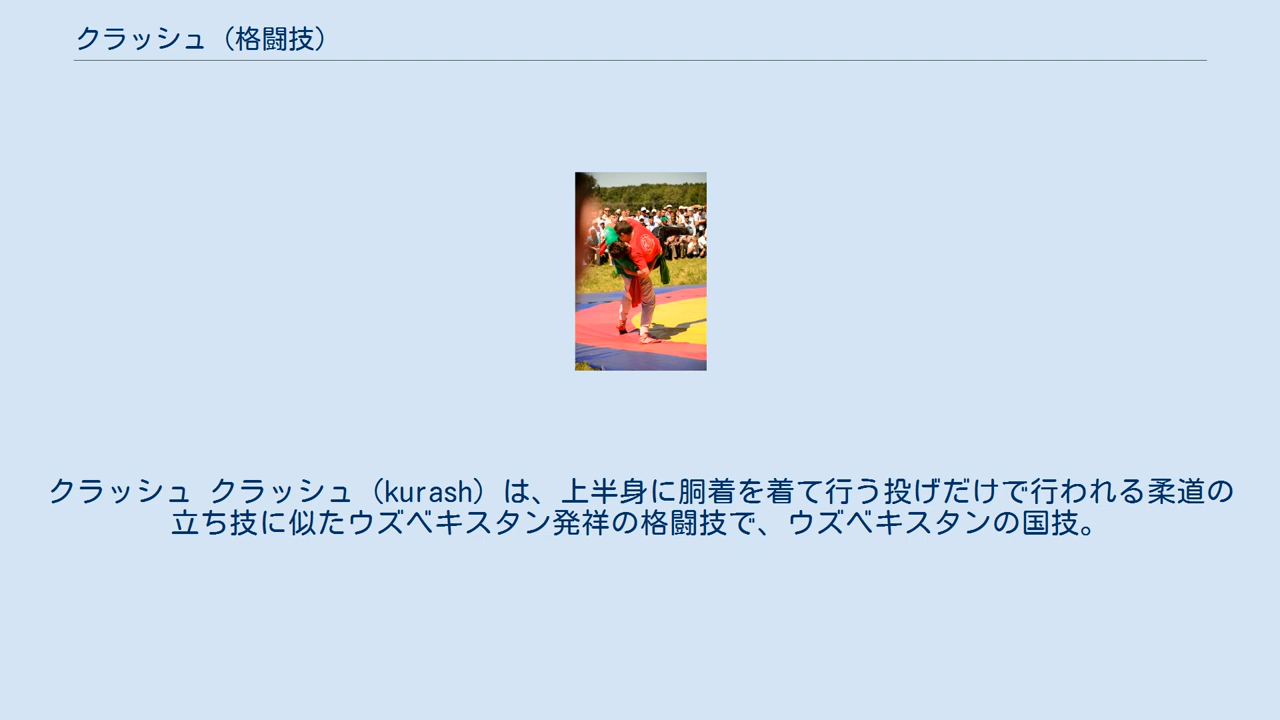 クラッシュ（格闘技）
クラッシュ クラッシュ（kurash）は、上半身に胴着を着て行う投げだけで行われる柔道の
立ち技に似たウズベキスタン発祥の格闘技で、ウズベキスタンの国技。